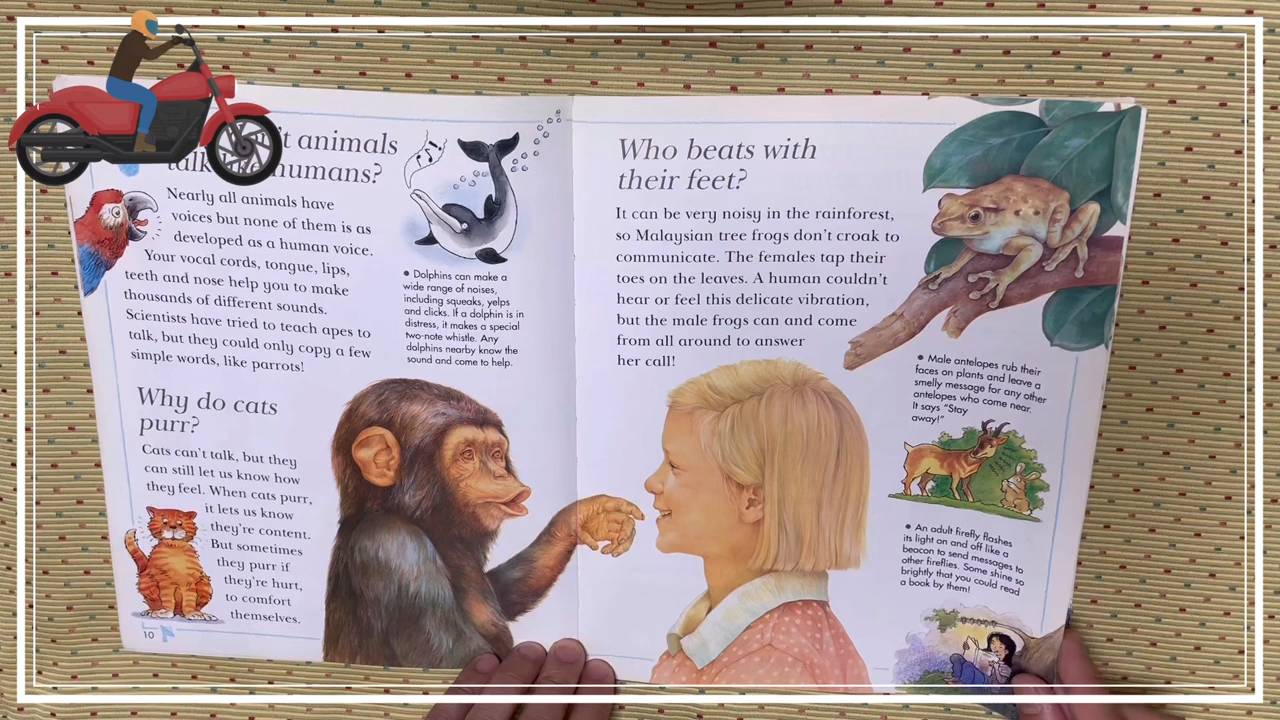 t animals
talk humans?
Nearly all animals have
voices but none of them is as
developed as a human voice.
Your vocal cords, tongue, lips,
teeth and nose help you to make
thousands of different sounds.
Scientists have tried to teach apes to
talk, but they could only copy a few
simple words, like parrots!
• Dolphins can make a
wide range of noises,
including squeaks, yelps
and clicks. If a dolphin is in
distress, it makes a special
two-note whistle. Any
dolphins nearby know the
sound and come to help.
Why do cats
purr?
Cats can't talk, but they
can still let us know how
they feel. When cats purr,
it lets us know
they're content.
But sometimes
they purr if
they're hurt,
to comfort
themselves.
10
Who beats with
their feet?
It can be very noisy in the rainforest,
so Malaysian tree frogs don't croak to
communicate. The females tap their
toes on the leaves. A human couldn't
hear or feel this delicate vibration,
but the male frogs can and come
from all around to answer
her call!
• Male antelopes rub their
faces on plants and leave a
smelly message for any other
antelopes who come near.
It says "Stay
away!"
• An adult firefly flashes
its light on and off like a
beacon to send messages to
other fireflies. Some shine so
brightly that you could read
a book by them!